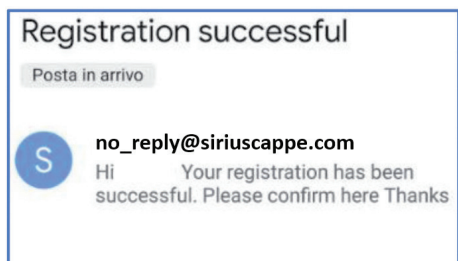 Registration successful
Posta in arrivo
S
no_reply@siriuscappe.com
Hi Your registration has been
successful. Please confirm here Thanks